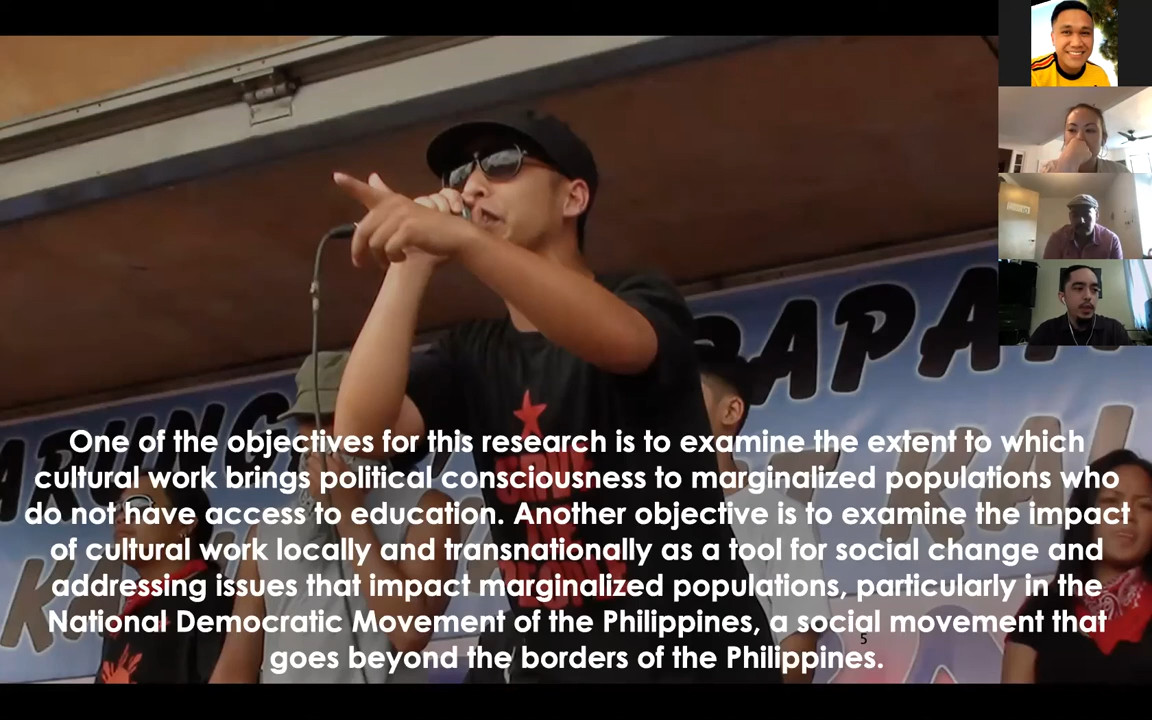 DAPA
One of the objectives for this research is to examine the extent to which
cultural work brings political consciousness to marginalized populations who
do not have access to education. Another objective is to examine the impact
of cultural work locally and transnationally as a tool for social change and
addressing issues that impact marginalized populations, particularly in the
National Democratic Movement of the Philippines, a social movement that
5
goes beyond the borders of the Philippines.